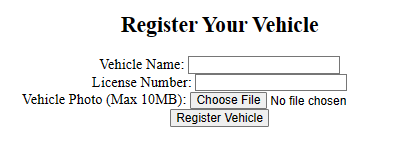 Register Your Vehicle
Vehicle Name:
License Number:
Vehicle Photo (Max 10MB): Choose File No file chosen
Register Vehicle